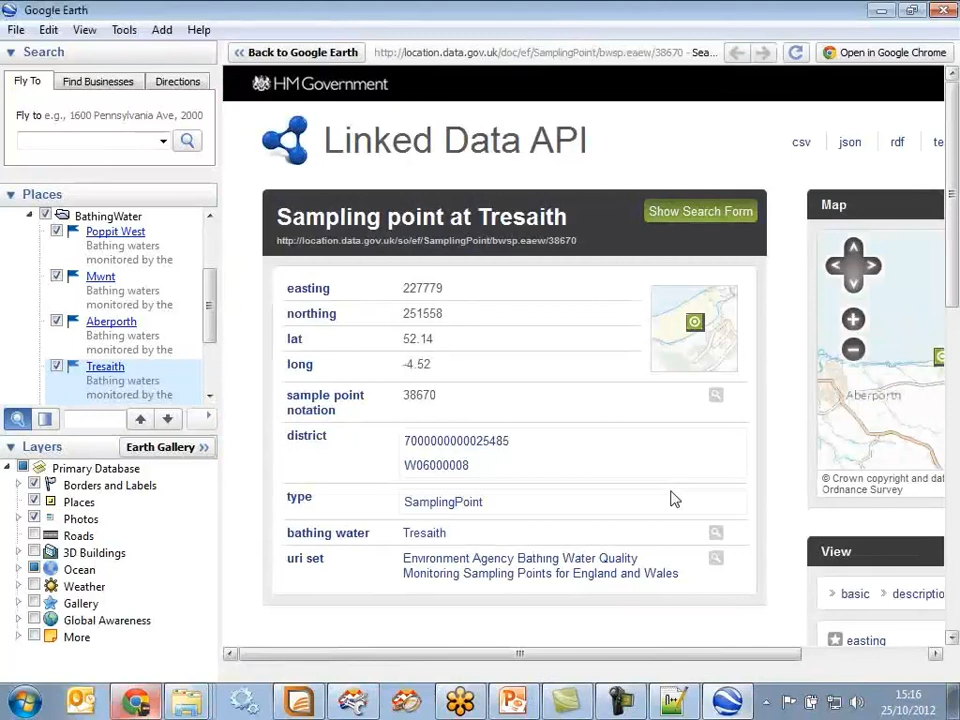 Google Earth
File Edit View Tools Add Help
Search
Fly To Find Businesses Directions
Fly to e.g., 1600 Pennsylvania Ave, 2000
Places
BathingWater
Poppit West
Bathing waters
monitored by the
Mwnt
Bathing waters
monitored by the
Aberporth
Bathing waters
monitored by the
Tresaith
Bathing waters
monitored by the
Layers
Earth Gallery >>
Primary Database
Borders and Labels
Places
Photos
Roads
3D Buildings
Ocean
Weather
Gallery
Global Awareness
More
Back to Google Earth
http://location.data.gov.uk/doc/ef/SamplingPoint/bwsp.eaew/38670 - Sea...
Open in Google Chrome
HM Government
Linked Data API
csv json rdf te
Sampling point at Tresaith
Show Search Form
http://location.data.gov.uk/so/ef/SamplingPoint/bwsp.eaew/38670
easting 227779
northing 251558
lat 52.14
long -4.52
sample point
notation
38670
district
7000000000025485
W06000008
type SamplingPoint
bathing water Tresaith
uri set Environment Agency Bathing Water Quality
Monitoring Sampling Points for England and Wales
Map
Aberporth
© Crown copyright and dat
Ordnance Survey
View
basic descriptio
easting
15:16
25/10/2012